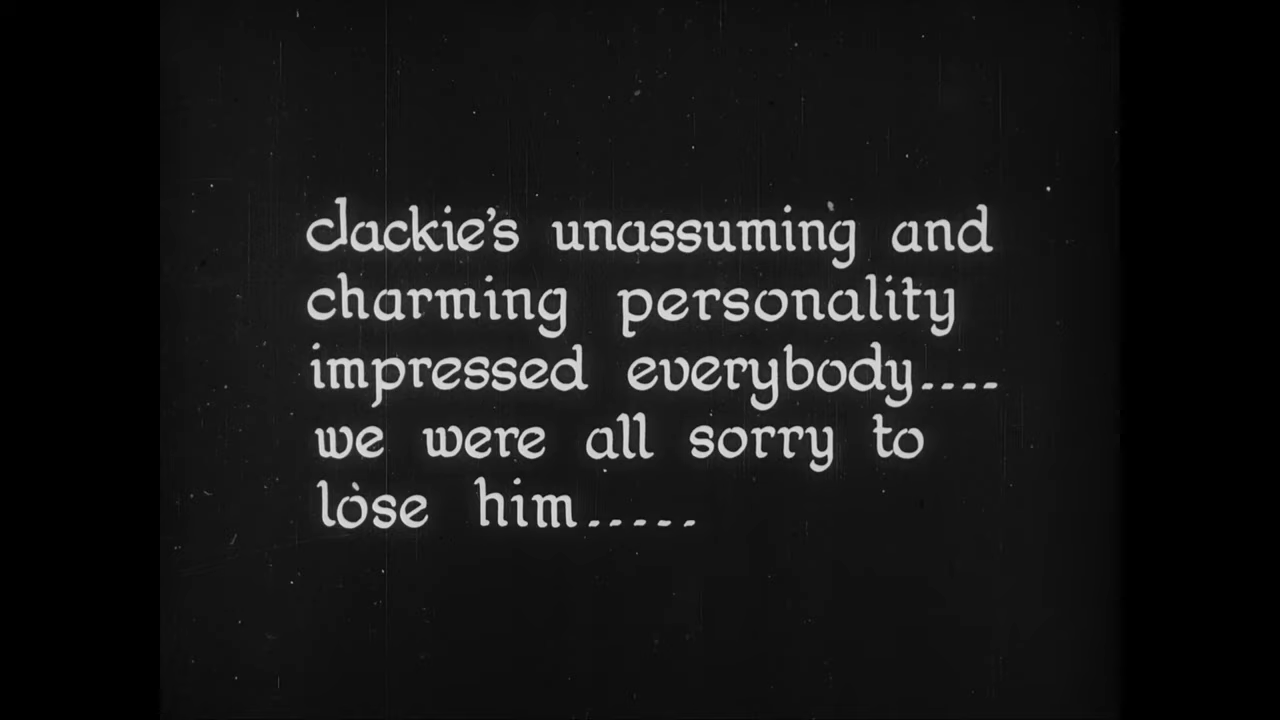 Jackie's unassuming and
charming personality
impressed everybody....
we were all sorry to
lose him.....